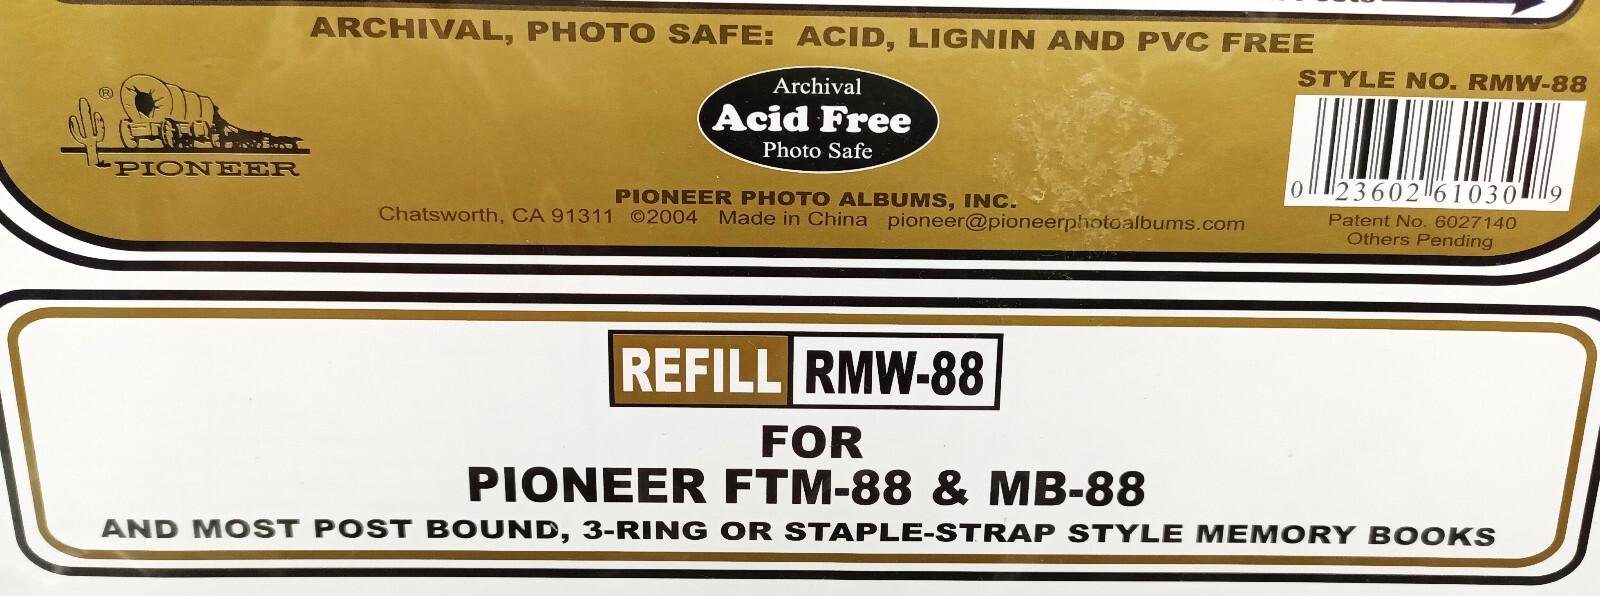 ARCHIVAL, PHOTO SAFE: ACID, LIGNIN AND PVC FREE
STYLE NO. RMW-88
®
PIONEER
Archival
Acid Free
Photo Safe
0 23602 61030 9
PIONEER PHOTO ALBUMS, INC.
Chatsworth, CA 91311 ©2004 Made in China pioneer@pioneerphotoalbums.com
Patent No. 6027140
Others Pending
REFILL RMW-88
FOR
PIONEER FTM-88 & MB-88
AND MOST POST BOUND, 3-RING OR STAPLE-STRAP STYLE MEMORY BOOKS